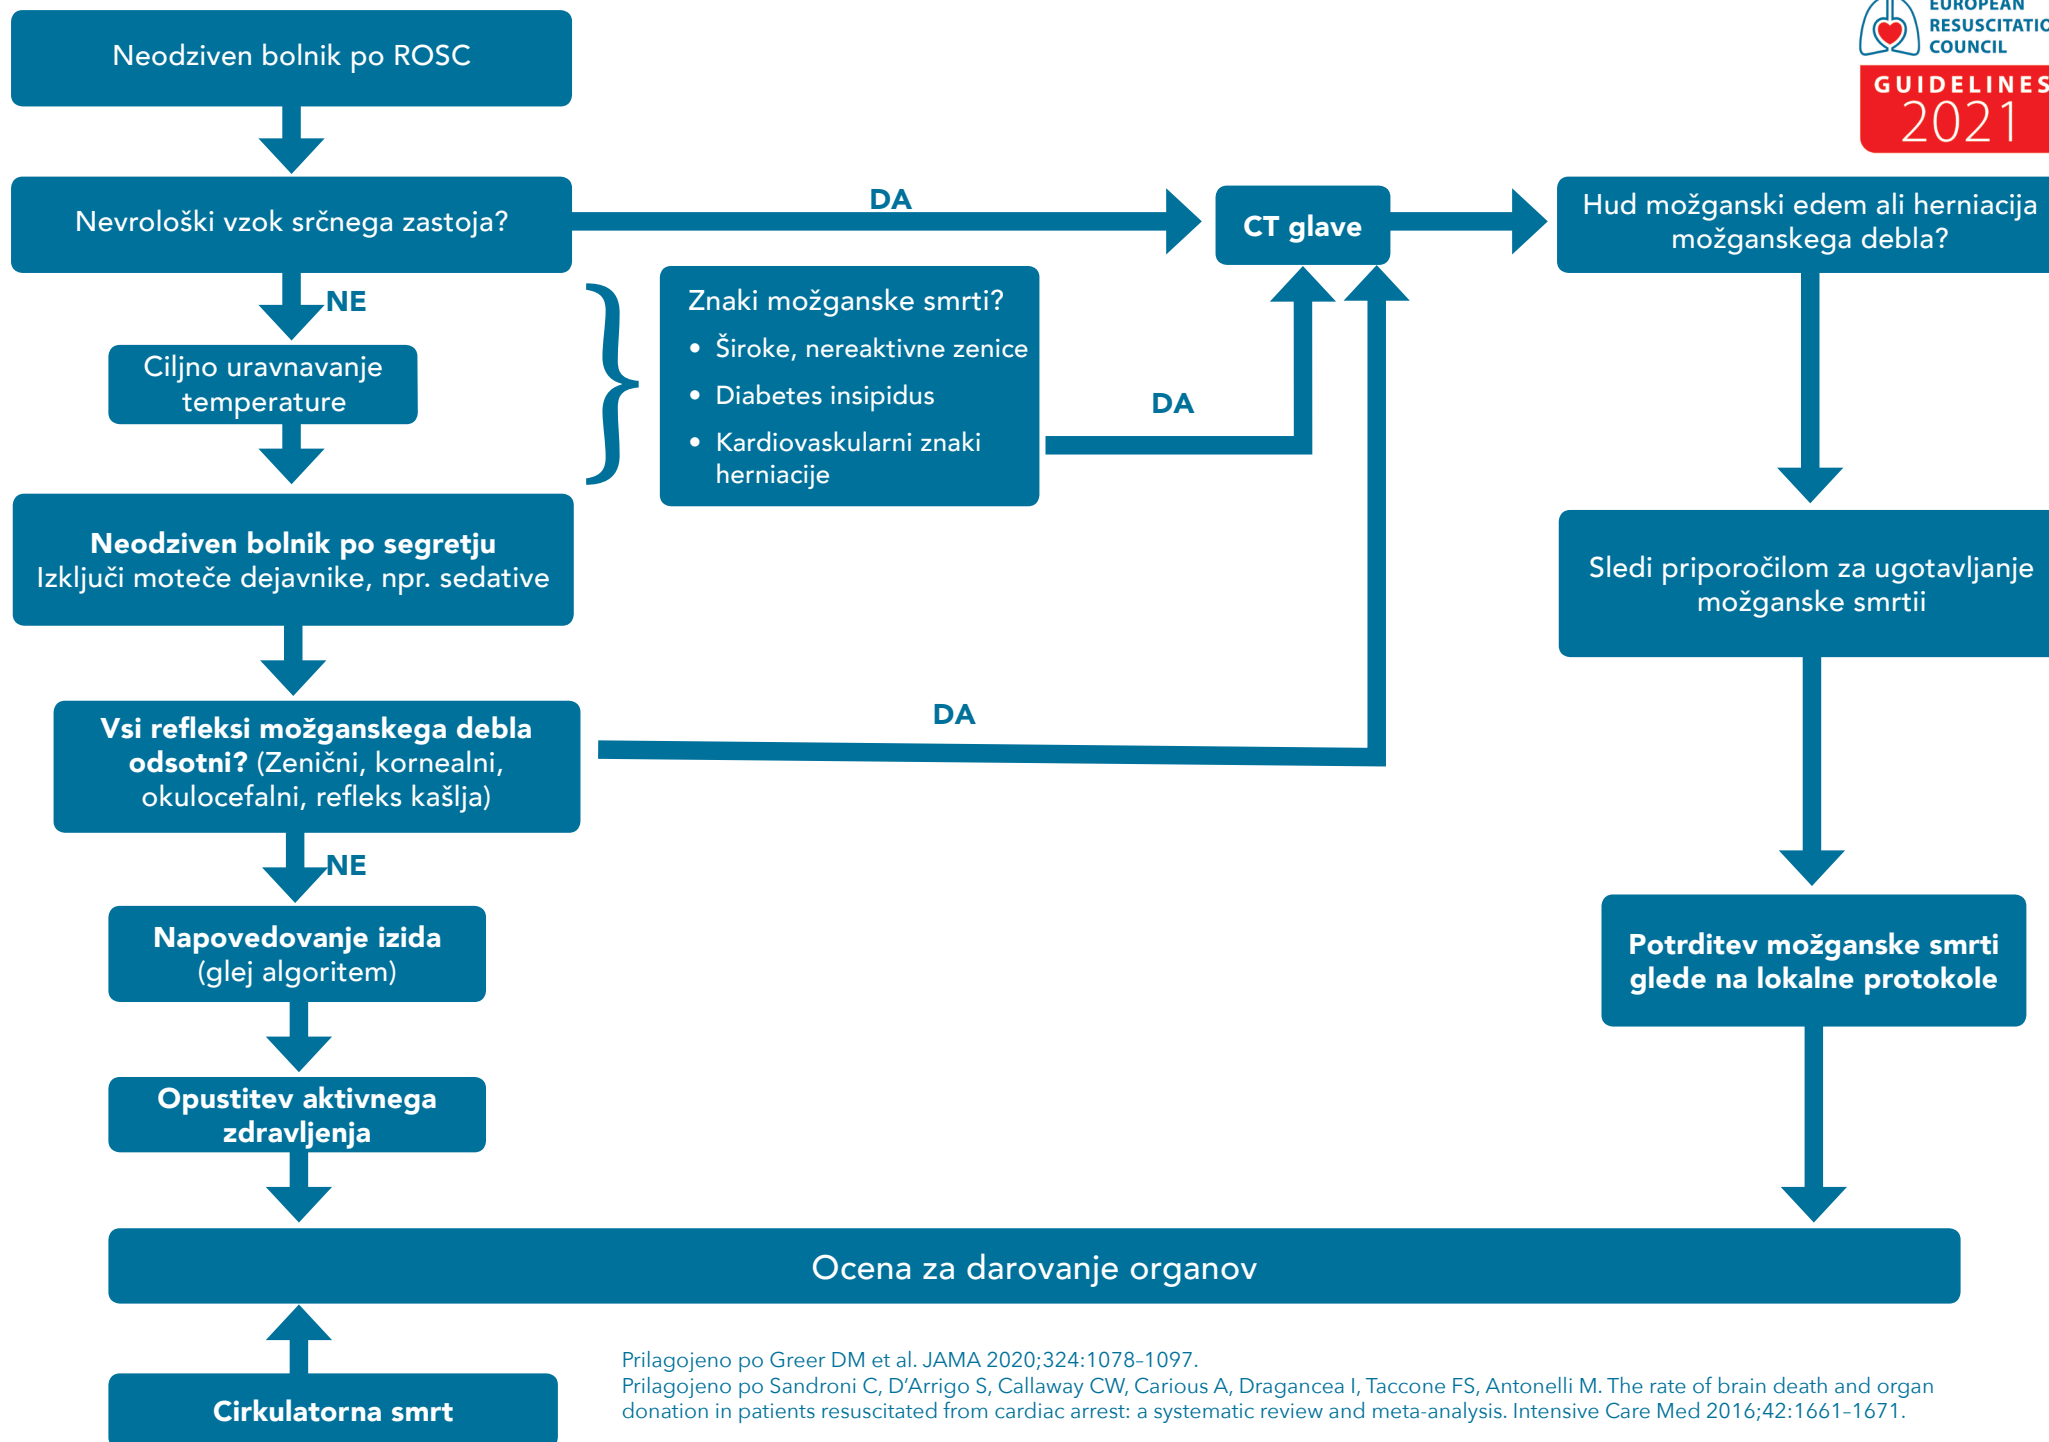 EUROPEAN
COUNCIL
GUIDELINES
2021
Neodziven bolnik po ROSC
Nevrološki vzok srčnega zastoja?
DA
CT glave
Hud možganski edem ali herniacija
možganskega debla?
NE
Ciljno uravnavanje
temperature
Znaki možganske smrti?
• Široke, nereaktivne zenice
• Diabetes insipidus
• Kardiovaskularni znaki
herniacije
DA
Neodziven bolnik po segretju
Izključi moteče dejavnike, npr. sedative
Sledi priporočilom za ugotavljanje
možganske smrtii
Vsi refleksi možganskega debla
odsotni? (Zenični, kornealni,
okulocefalni, refleks kašlja)
DA
NE
Napovedovanje izida
(glej algoritem)
Potrditev možganske smrti
glede na lokalne protokole
Opustitev aktivnega
zdravljenja
Ocena za darovanje organov
Cirkulatorna smrt
Prilagojeno po Greer DM et al. JAMA 2020;324:1078–1097.
Prilagojeno po Sandroni C, D’Arrigo S, Callaway CW, Carious A, Dragancea I, Taccone FS, Antonelli M. The rate of brain death and organ
donation in patients resuscitated from cardiac arrest: a systematic review and meta-analysis. Intensive Care Med 2016;42:1661–1671.